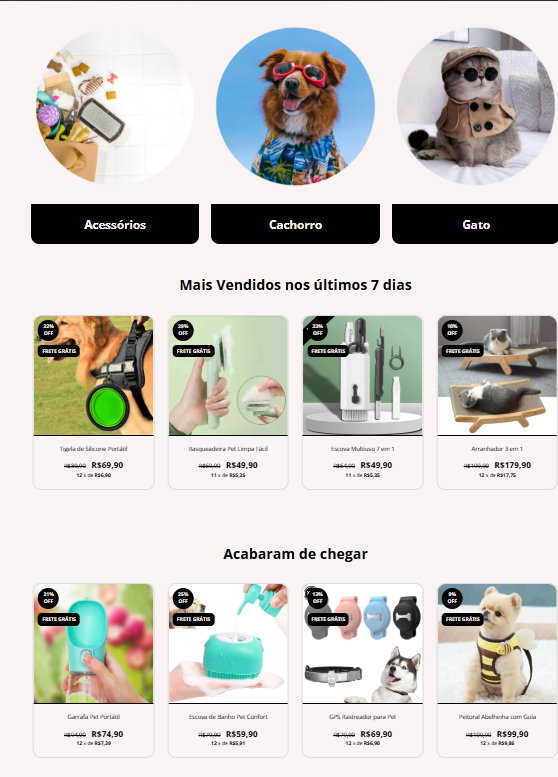 Acessórios
Cachorro
Gato
Mais Vendidos nos últimos 7 dias
22%
OFF
FRETE GRÁTIS
29%
OFF
FRETE GRÁTIS
23%
OFF
FRETE GRÁTIS
10%
OFF
FRETE GRÁTIS
Tigela de Silicone Portátil
R$89,90 R$69,90
12 x de R$6,90
Rasqueadeira Pet Limpa Fácil
R$69,90 R$49,90
11 x de R$5,35
Escova Multiuso 7 em 1
R$64,90 R$49,90
11 x de R$5,35
Arranhador 3 em 1
R$199,90 R$179,90
12 x de R$17,75
Acabaram de chegar
21%
OFF
FRETE GRÁTIS
25%
OFF
FRETE GRÁTIS
13%
OFF
FRETE GRÁTIS
9%
OFF
FRETE GRÁTIS
Garrafa Pet Portátil
R$94,90 R$74,90
12 x de R$7,39
Escova de Banho Pet Confort
R$79,90 R$59,90
12 x de R$5,91
GPS Rastreador para Pet
R$79,90 R$69,90
12 x de R$6,90
Peitoral Abelhinha com Guia
R$109,90 R$99,90
12 x de R$9,86